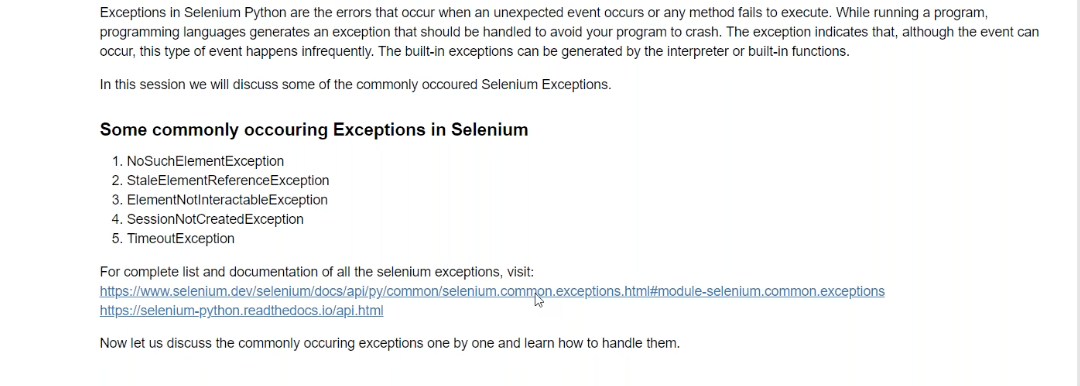 Exceptions in Selenium Python are the errors that occur when an unexpected event occurs or any method fails to execute. While running a program,
programming languages generates an exception that should be handled to avoid your program to crash. The exception indicates that, although the event can
occur, this type of event happens infrequently. The built-in exceptions can be generated by the interpreter or built-in functions.
In this session we will discuss some of the commonly occoured Selenium Exceptions.
Some commonly occouring Exceptions in Selenium
1. NoSuchElementException
2. StaleElementReferenceException
3. ElementNotInteractableException
4. SessionNotCreatedException
5. TimeoutException
For complete list and documentation of all the selenium exceptions, visit:
https://www.selenium.dev/selenium/docs/api/py/common/selenium.common.exceptions.html#module-selenium.common.exceptions
https://selenium-python.readthedocs.io/api.html
Now let us discuss the commonly occuring exceptions one by one and learn how to handle them.